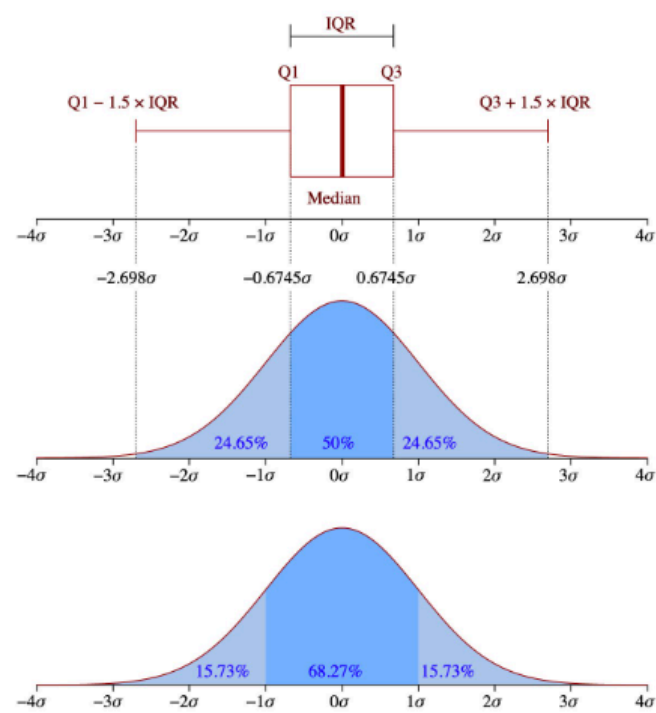 IQR
Q1 Q3
Q1 − 1.5 × IQR Q3 + 1.5 × IQR
Median
−4σ −3σ −2σ −1σ 0σ 1σ 2σ 3σ 4σ
−2.698σ −0.6745σ 0.6745σ 2.698σ
24.65% 50% 24.65%
−4σ −3σ −2σ −1σ 0σ 1σ 2σ 3σ 4σ
15.73% 68.27% 15.73%
−4σ −3σ −2σ −1σ 0σ 1σ 2σ 3σ 4σ